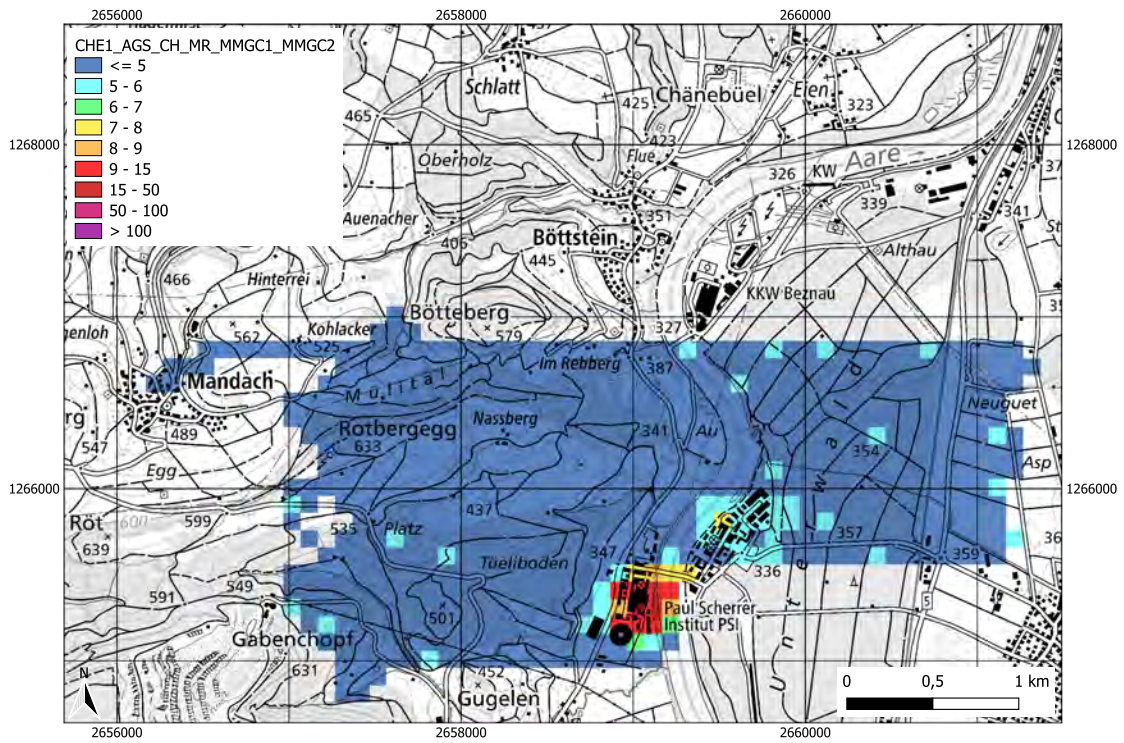 2656000 2658000 2660000
CHE1_AGS_CH_MR_MMGC1_MMGC2
<= 5
5 - 6
6 - 7
7 - 8
8 - 9
9 - 15
15 - 50
50 - 100
> 100
Schlatt
425
Chänebüel
Eien
323
465
423
1268000
1268000
Oberholz
Flue
326
KW
Aare
339
Auenacher
351
341
406
Böttstein
445
Althau
466
Hinterrei
KKW Beznau
Bötteberg
327
562
Kohlacker
525
579
Im Rebberg
387
Mandach
Mülital
Neuguet
489
Rotbergegg
633
Nassberg
341
Au
547
Egg
354
Asp
1266000
1266000
Röt
600
599
639
535
Platz
437
357
347
359
Tüeliboden
336
549
591
501
Paul Scherrer
Institut PSI
5
Gabenchopf
631
452
Gugelen
Unterwald
N
0 0,5 1 km
2656000 2658000 2660000